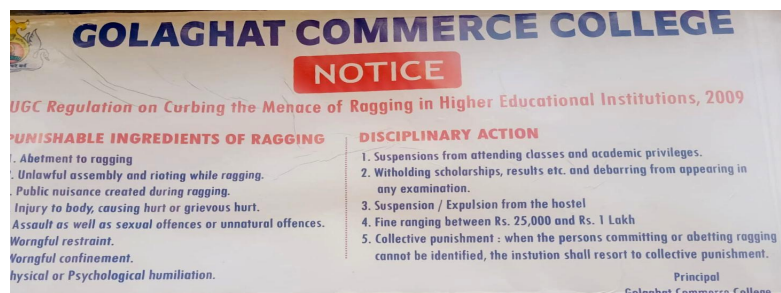 GOLAGHAT COMMERCE COLLEGE
NOTICE
UGC Regulation on Curbing the Menace of Ragging in Higher Educational Institutions, 2009
PUNISHABLE INGREDIENTS OF RAGGING
1. Abetment to ragging
. Unlawful assembly and rioting while ragging.
. Public nuisance created during ragging.
Injury to body, causing hurt or grievous hurt.
Assault as well as sexual offences or unnatural offences.
Worngful restraint.
Worngful confinement.
hysical or Psychological humiliation.
DISCIPLINARY ACTION
1. Suspensions from attending classes and academic privileges.
2. Witholding scholarships, results etc. and debarring from appearing in
any examination.
3. Suspension / Expulsion from the hostel
4. Fine ranging between Rs. 25,000 and Rs. 1 Lakh
5. Collective punishment : when the persons committing or abetting ragging
cannot be identified, the instution shall resort to collective punishment.
Principal
Golaghat Commerce College